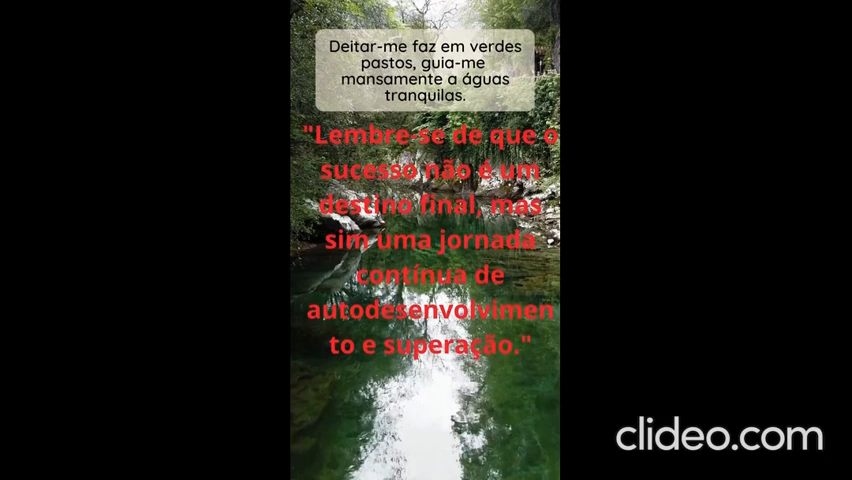 Deitar-me faz em verdes
pastos, guia-me
mansamente a águas
tranquilas.
"Lembre-se de que o
sucesso não é um
destino final, mas
sim uma jornada
contínua de
autodesenvolvimen
to e superação."
clideo.com